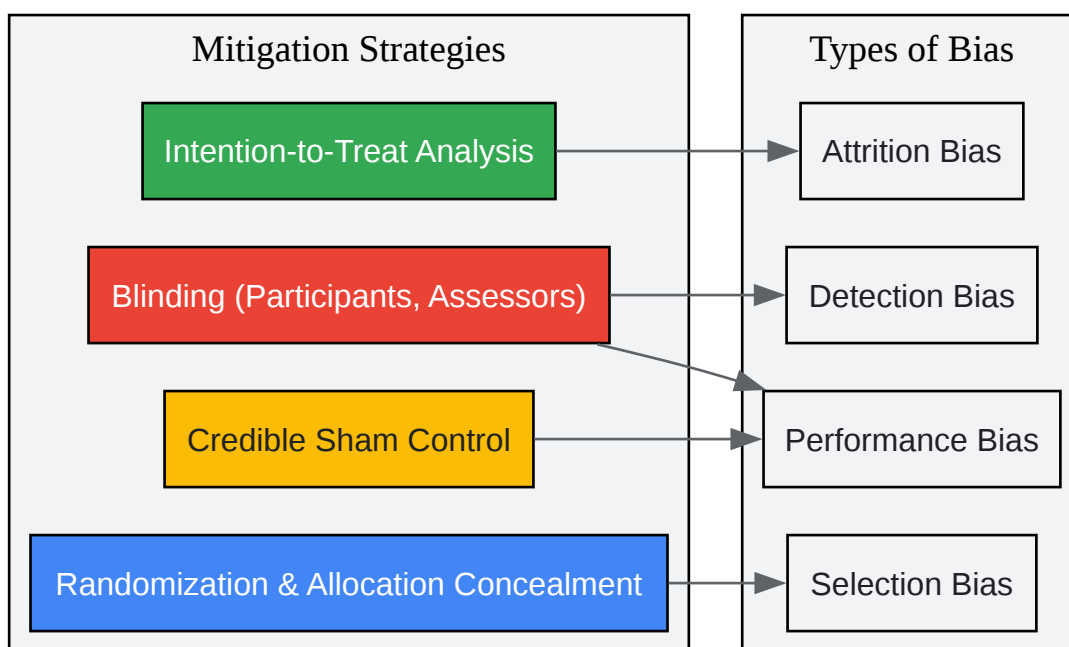 Mitigation Strategies
Types of Bias
Intention-to-Treat Analysis
Attrition Bias
Blinding (Participants, Assessors)
Detection Bias
Credible Sham Control
Performance Bias
Randomization & Allocation Concealment
Selection Bias